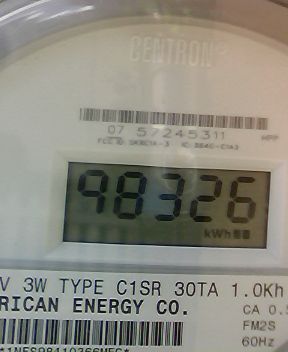 CENTRON®
07 57245311
98326
kWh
V 3W TYPE C1SR 30TA 1.0Kh
RICAN ENERGY CO.
CA 0.5
FM2S
60Hz